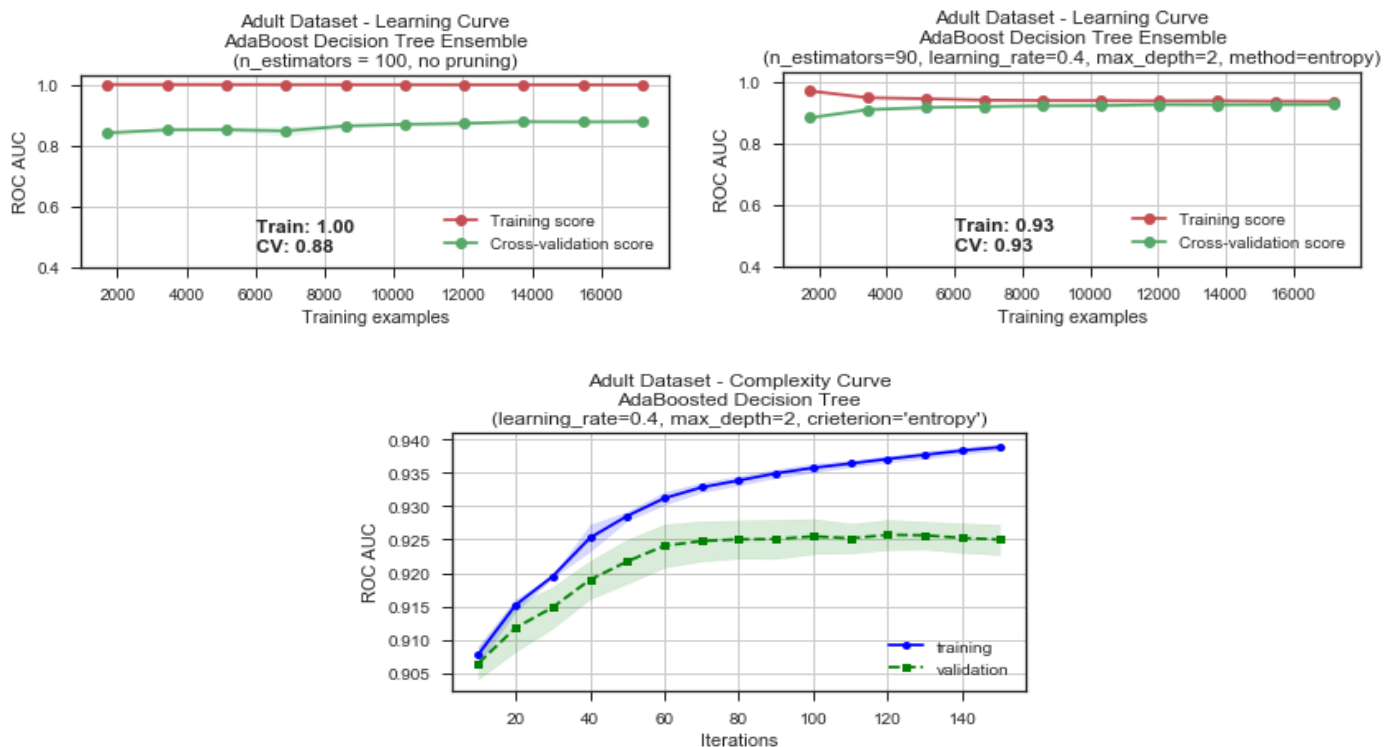 Adult Dataset - Learning Curve
AdaBoost Decision Tree Ensemble
(n_estimators = 100, no pruning)
1.0
0.8
0.6
0.4
ROC AUC
Train: 1.00
CV: 0.88
Training score
Cross-validation score
2000 4000 6000 8000 10000 12000 14000 16000
Training examples
Adult Dataset - Learning Curve
AdaBoost Decision Tree Ensemble
(n_estimators=90, learning_rate=0.4, max_depth=2, method=entropy)
1.0
0.8
0.6
0.4
ROC AUC
Train: 0.93
CV: 0.93
Training score
Cross-validation score
2000 4000 6000 8000 10000 12000 14000 16000
Training examples
Adult Dataset - Complexity Curve
AdaBoosted Decision Tree
(learning_rate=0.4, max_depth=2, crieterion='entropy')
0.940
0.935
0.930
0.925
0.920
0.915
0.910
0.905
ROC AUC
training
validation
20 40 60 80 100 120 140
Iterations